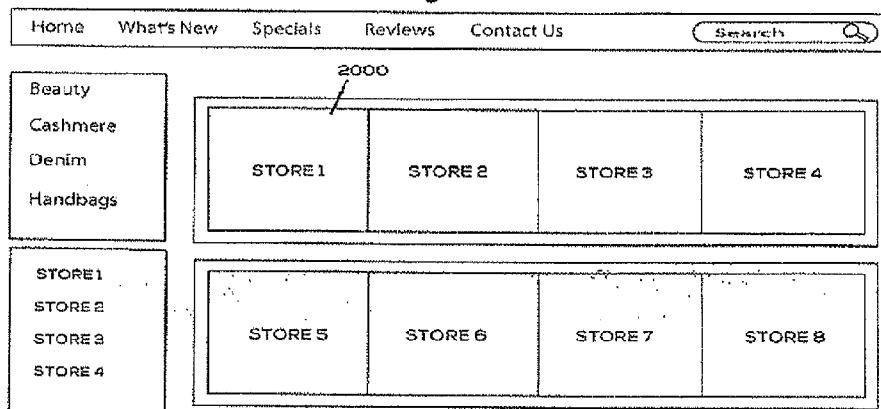 Home What's New Specials Reviews Contact Us Search
2000
Beauty
Cashmere
Denim
Handbags
STORE 1 STORE 2 STORE 3 STORE 4
STORE 1
STORE 2
STORE 3
STORE 4
STORE 5 STORE 6 STORE 7 STORE 8